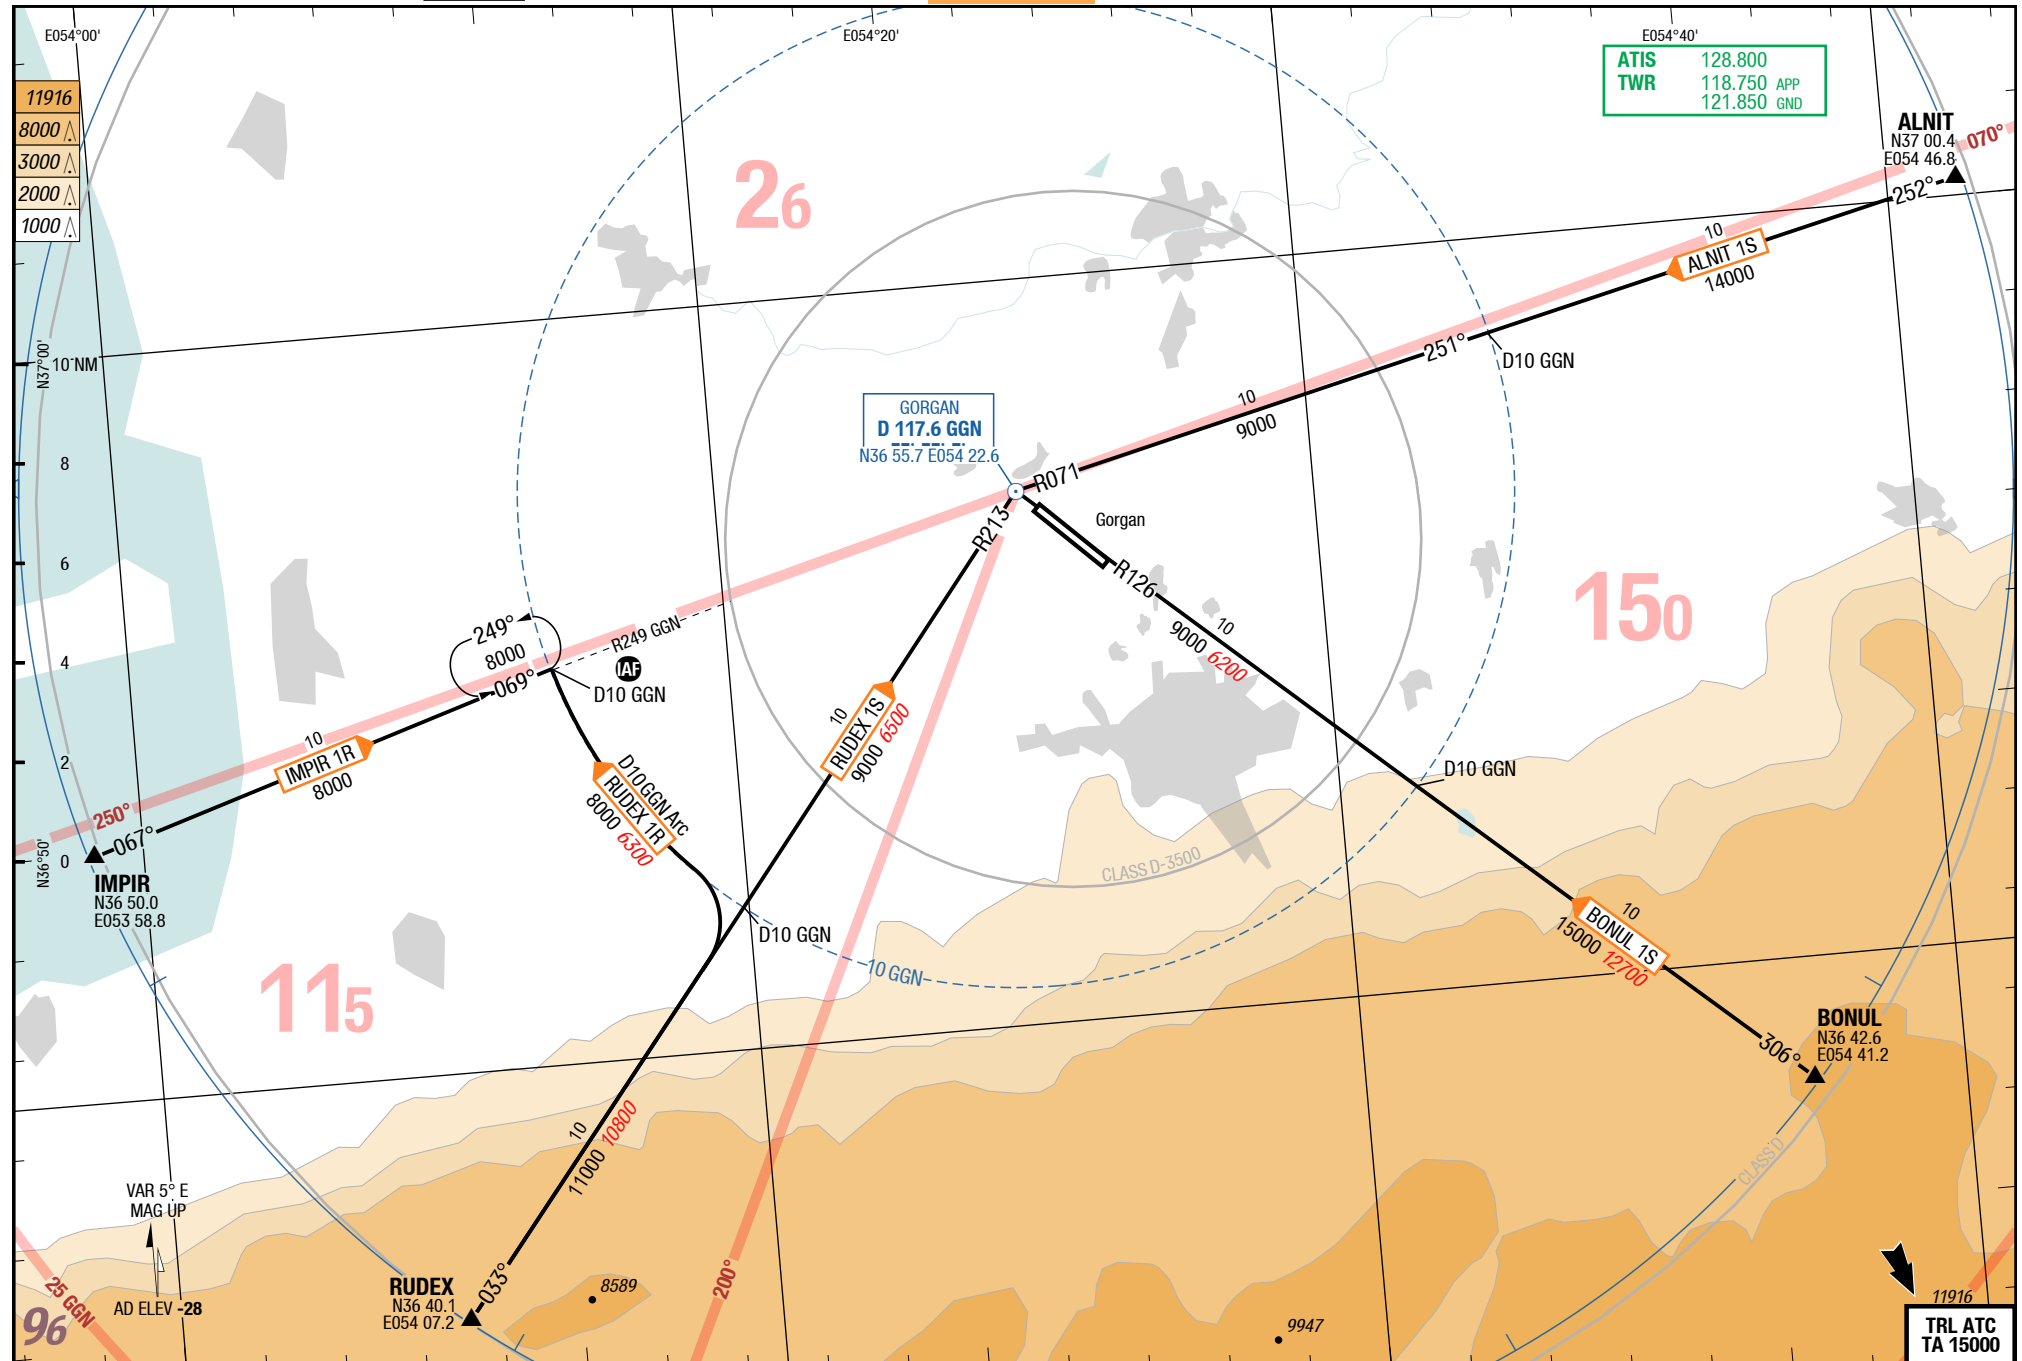 E054°00'
E054°20'
E054°40'
ATIS 128.800
TWR 118.750 APP
121.850 GND
11916
8000
3000
2000
1000
ALNIT
N37 00.4
E054 46.8
070°
252°
26
10
ALNIT 1S
14000
N37°00'
10 NM
251°
D10 GGN
GORGAN
D 117.6 GGN
N36 55.7 E054 22.6
10
9000
8
R071
R213
Gorgan
6
R126
150
249°
8000
R249 GGN
IAF
4
069°
D10 GGN
10
9000 6200
10
IMPIR 1R
8000
10
RUDEX 1S
9000 6500
2
D10 GGN
D10 GGN Arc
RUDEX 1R
8000 6300
250°
067°
N36°50'
0
CLASS D-3500
IMPIR
N36 50.0
E053 58.8
D10 GGN
10 GGN
10
BONUL 1S
15000 12700
115
BONUL
N36 42.6
E054 41.2
306°
10
11000 10800
CLASS D
VAR 5° E
MAG UP
033°
200°
25 GGN
RUDEX
N36 40.1
E054 07.2
8589
AD ELEV -28
96
9947
11916
TRL ATC
TA 15000